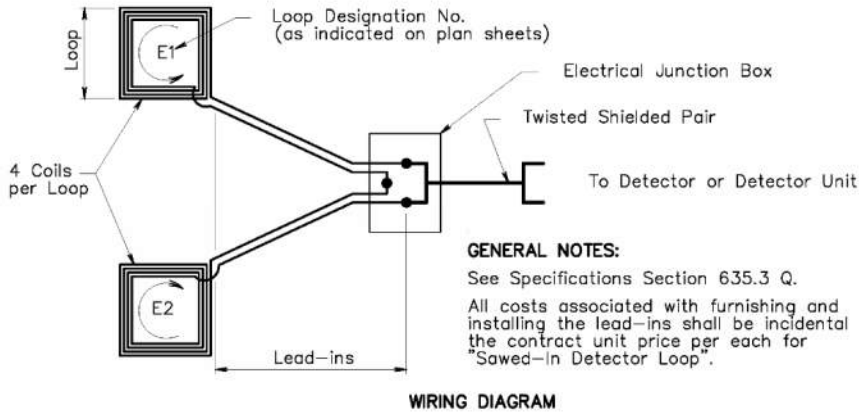 Loop Designation No.
(as indicated on plan sheets)
Loop
E1
Electrical Junction Box
Twisted Shielded Pair
4 Coils
per Loop
To Detector or Detector Unit
E2
Lead-ins
GENERAL NOTES:
See Specifications Section 635.3 Q.
All costs associated with furnishing and
installing the lead-ins shall be incidental
the contract unit price per each for
"Sawed-In Detector Loop".
WIRING DIAGRAM